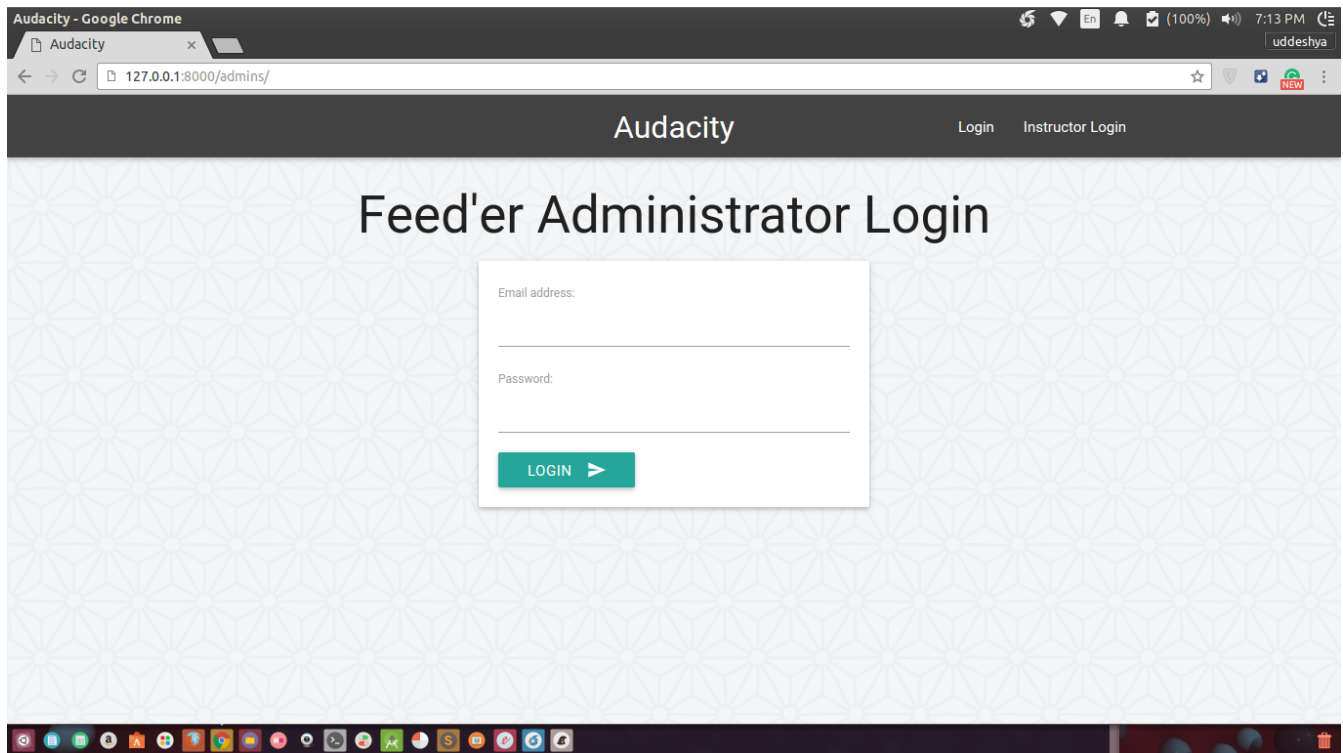 Audacity - Google Chrome
En
(100%)
7:13 PM
Audacity
uddeshya
127.0.0.1:8000/admins/
NEW
Audacity
Login
Instructor Login
Feed'er Administrator Login
Email address:
Password:
LOGIN